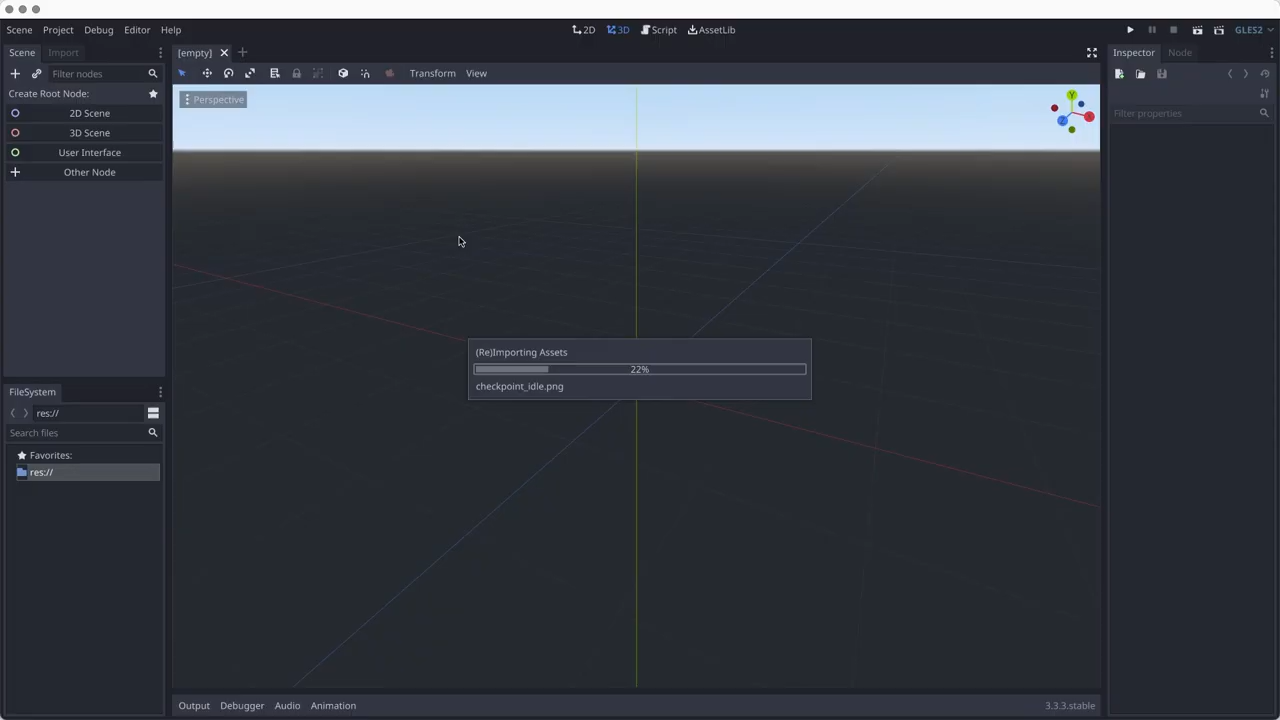 Scene Project Debug Editor Help
2D 3D Script AssetLib
GLES2
Scene Import
[empty]
Inspector Node
Filter nodes
Transform View
Create Root Node:
Perspective
Y
X
Z
2D Scene
Filter properties
3D Scene
User Interface
Other Node
(Re)Importing Assets
22%
checkpoint_idle.png
FileSystem
res://
Search files
Favorites:
res://
Output Debugger Audio Animation
3.3.3.stable